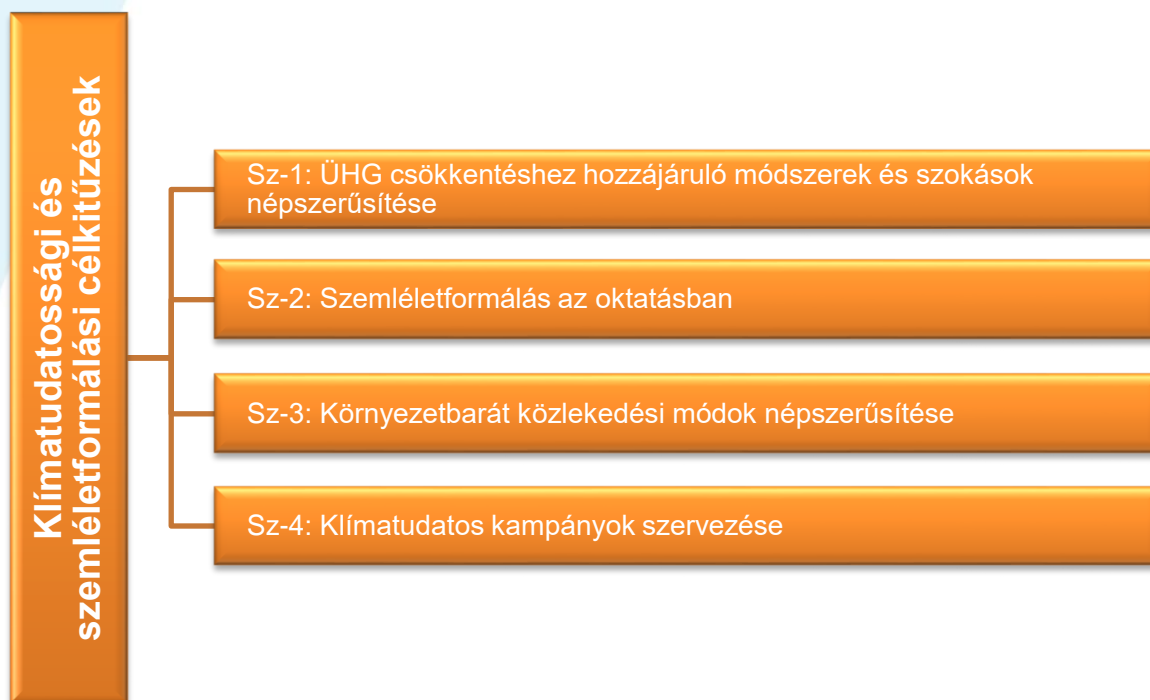 Klímatudatossági és
szemléletformálási célkitűzések
Sz-1: ÜHG csökkentéshez hozzájáruló módszerek és szokások
népszerűsítése
Sz-2: Szemléletformálás az oktatásban
Sz-3: Környezetbarát közlekedési módok népszerűsítése
Sz-4: Klímatudatos kampányok szervezése